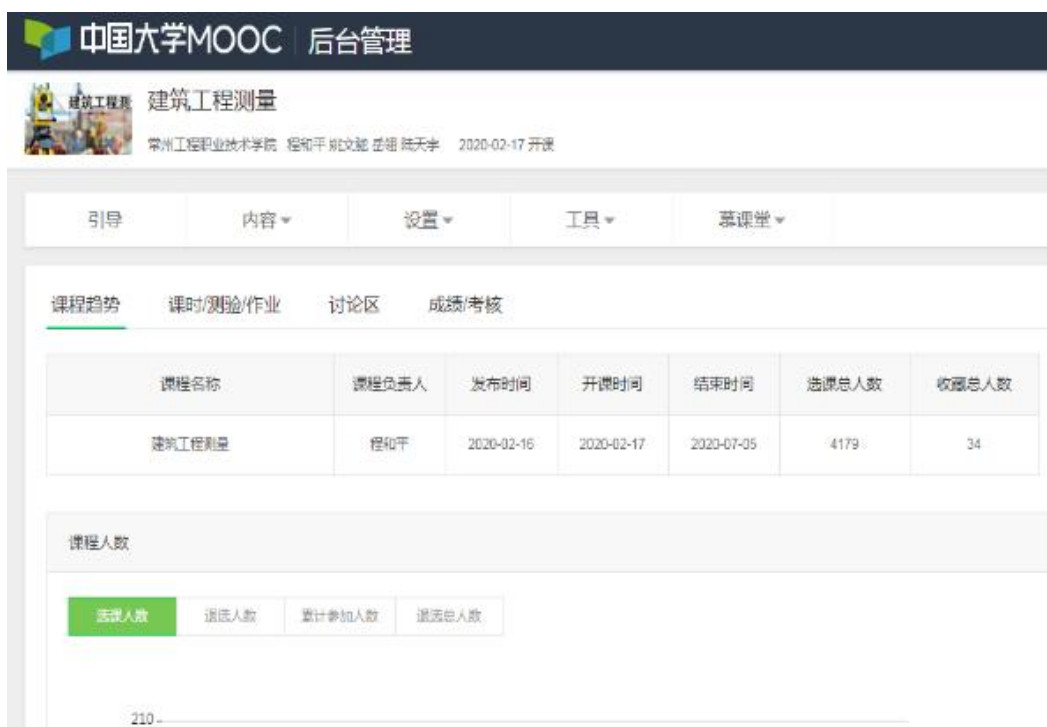 中国大学MOOC 后台管理
建筑工程测
建筑工程测量
常州工程职业技术学院 程和平 姚文驰 岳翎 陆天宇 2020-02-17 开课
引导 内容 设置 工具 慕课堂
课程趋势 课时/测验/作业 讨论区 成绩/考核
课程名称 课程负责人 发布时间 开课时间 结束时间 选课总人数 收藏总人数
建筑工程测量 程和平 2020-02-16 2020-02-17 2020-07-05 4179 34
课程人数
选课人数 退选人数 累计参加人数 退选总人数
210